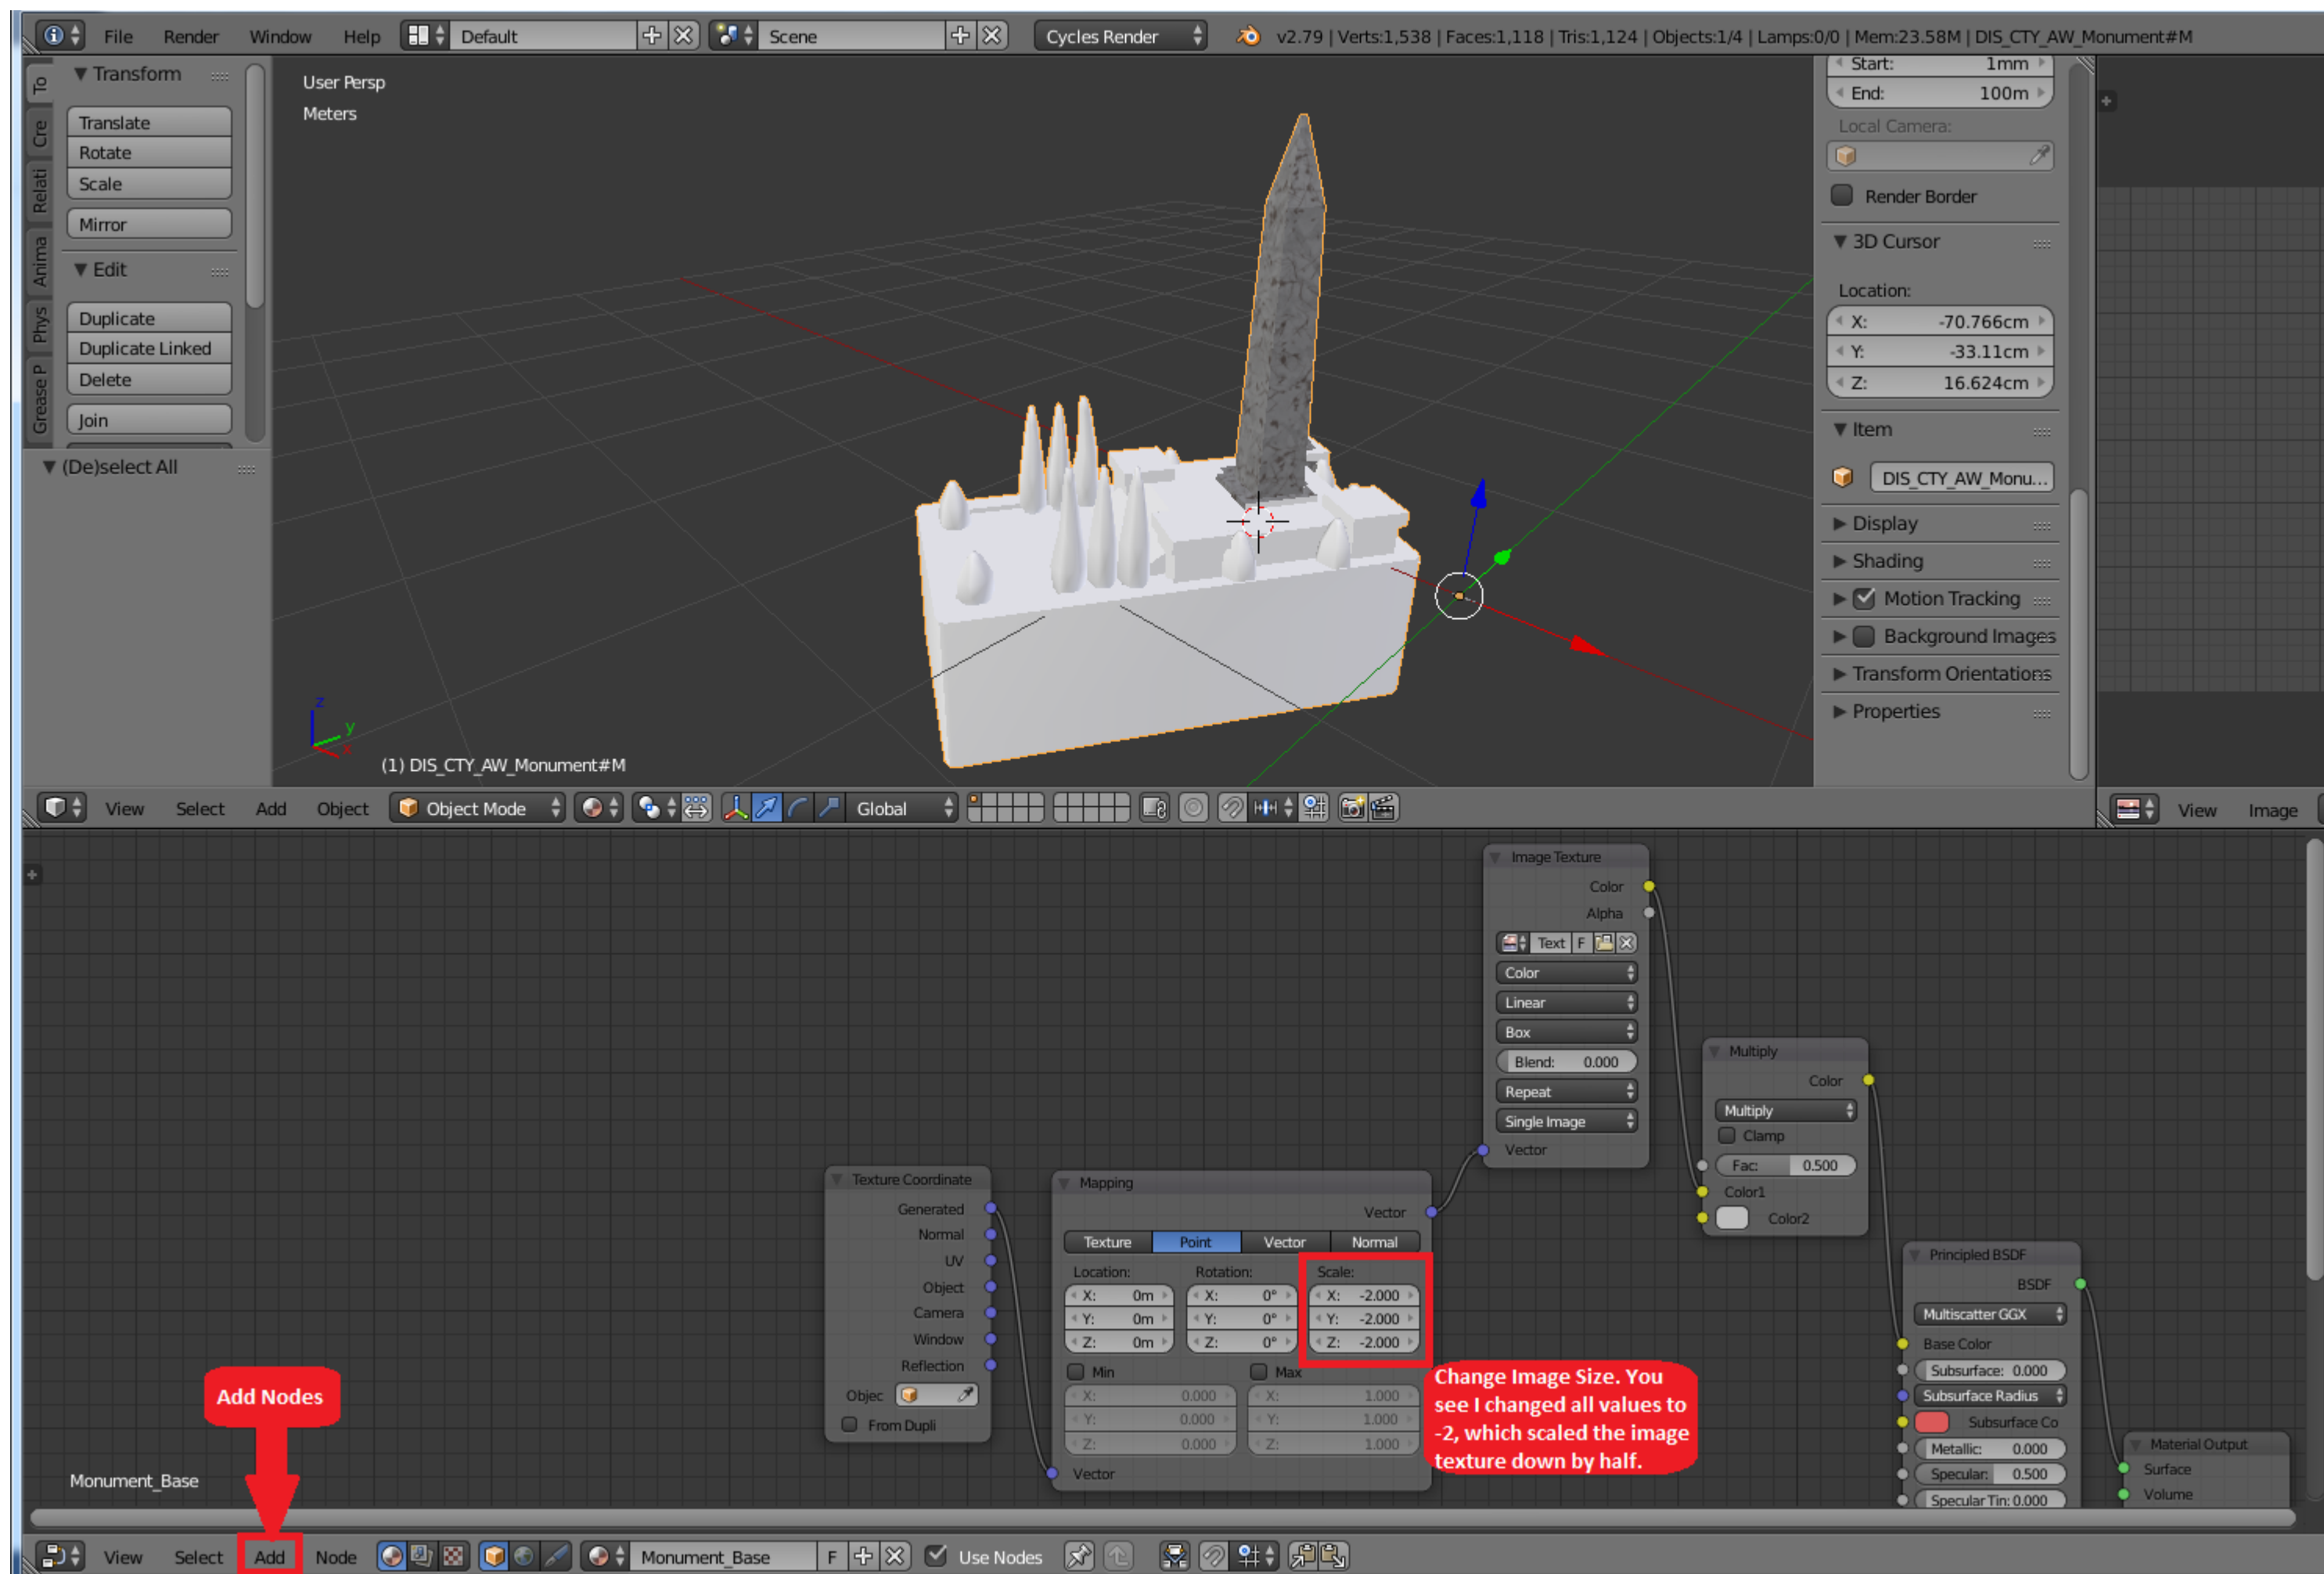 File Render Window Help Default Scene Cycles Render v2.79 | Verts:1,538 | Faces:1,118 | Tris:1,124 | Objects:1/4 | Lamps:0/0 | Mem:23.58M | DIS_CTY_AW_Monument#M
To
Cre
Relati
Anima
Phys
Grease P
Transform
Translate
Rotate
Scale
Mirror
Edit
Duplicate
Duplicate Linked
Delete
Join
(De)select All
User Persp
Meters
(1) DIS_CTY_AW_Monument#M
z
y
x
Start: 1mm
End: 100m
Local Camera:
Render Border
3D Cursor
Location:
X: -70.766cm
Y: -33.11cm
Z: 16.624cm
Item
DIS_CTY_AW_Monu...
Display
Shading
Motion Tracking
Background Images
Transform Orientations
Properties
View Select Add Object Object Mode Global
View Image
Image Texture
Color
Alpha
Text F
Color
Linear
Box
Blend: 0.000
Repeat
Single Image
Vector
Multiply
Color
Multiply
Clamp
Fac: 0.500
Color1
Color2
Texture Coordinate
Generated
Normal
UV
Object
Camera
Window
Reflection
Objec
From Dupli
Mapping
Vector
Texture Point Vector Normal
Location: Rotation: Scale:
X: 0m X: 0° X: -2.000
Y: 0m Y: 0° Y: -2.000
Z: 0m Z: 0° Z: -2.000
Min Max
X: 0.000 X: 1.000
Y: 0.000 Y: 1.000
Z: 0.000 Z: 1.000
Vector
Change Image Size. You
see I changed all values to
-2, which scaled the image
texture down by half.
Principled BSDF
BSDF
Multiscatter GGX
Base Color
Subsurface: 0.000
Subsurface Radius
Subsurface Co
Metallic: 0.000
Specular: 0.500
Specular Tin: 0.000
Material Output
Surface
Volume
Add Nodes
Monument_Base
View Select Add Node Monument_Base F Use Nodes